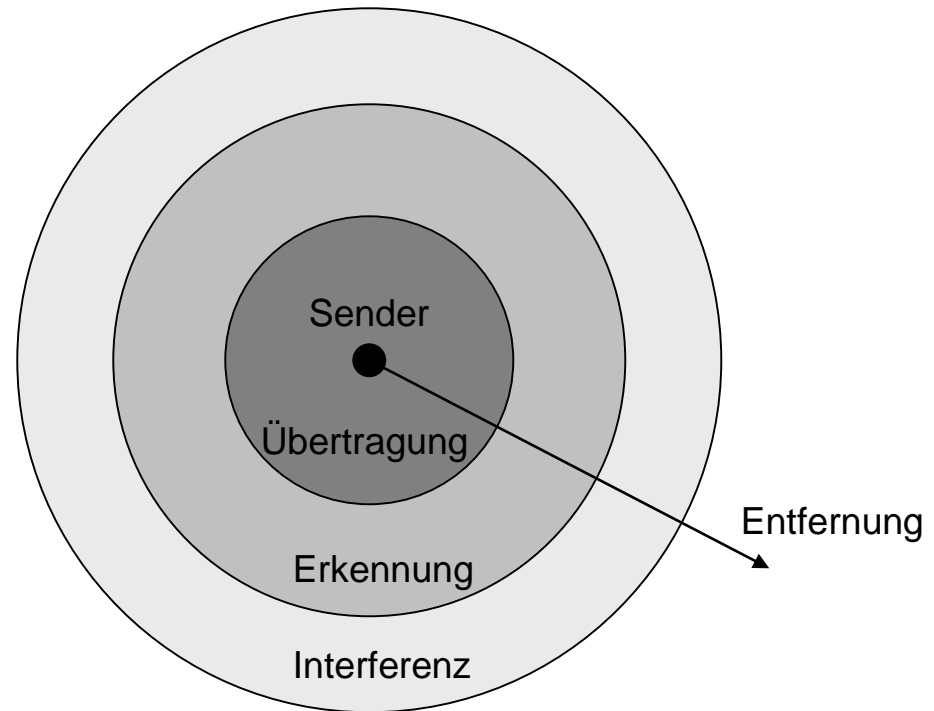 Sender
Übertragung
Entfernung
Erkennung
Interferenz